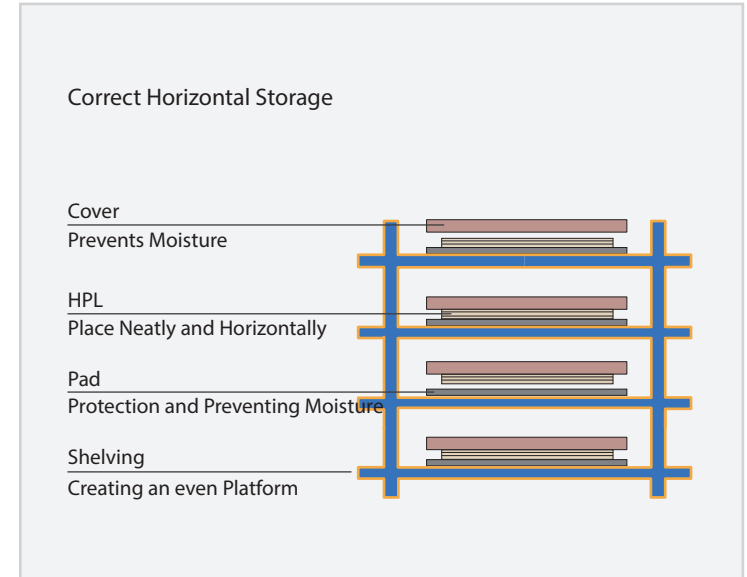 Correct Horizontal Storage
Cover
Prevents Moisture
HPL
Place Neatly and Horizontally
Pad
Protection and Preventing Moisture
Shelving
Creating an even Platform